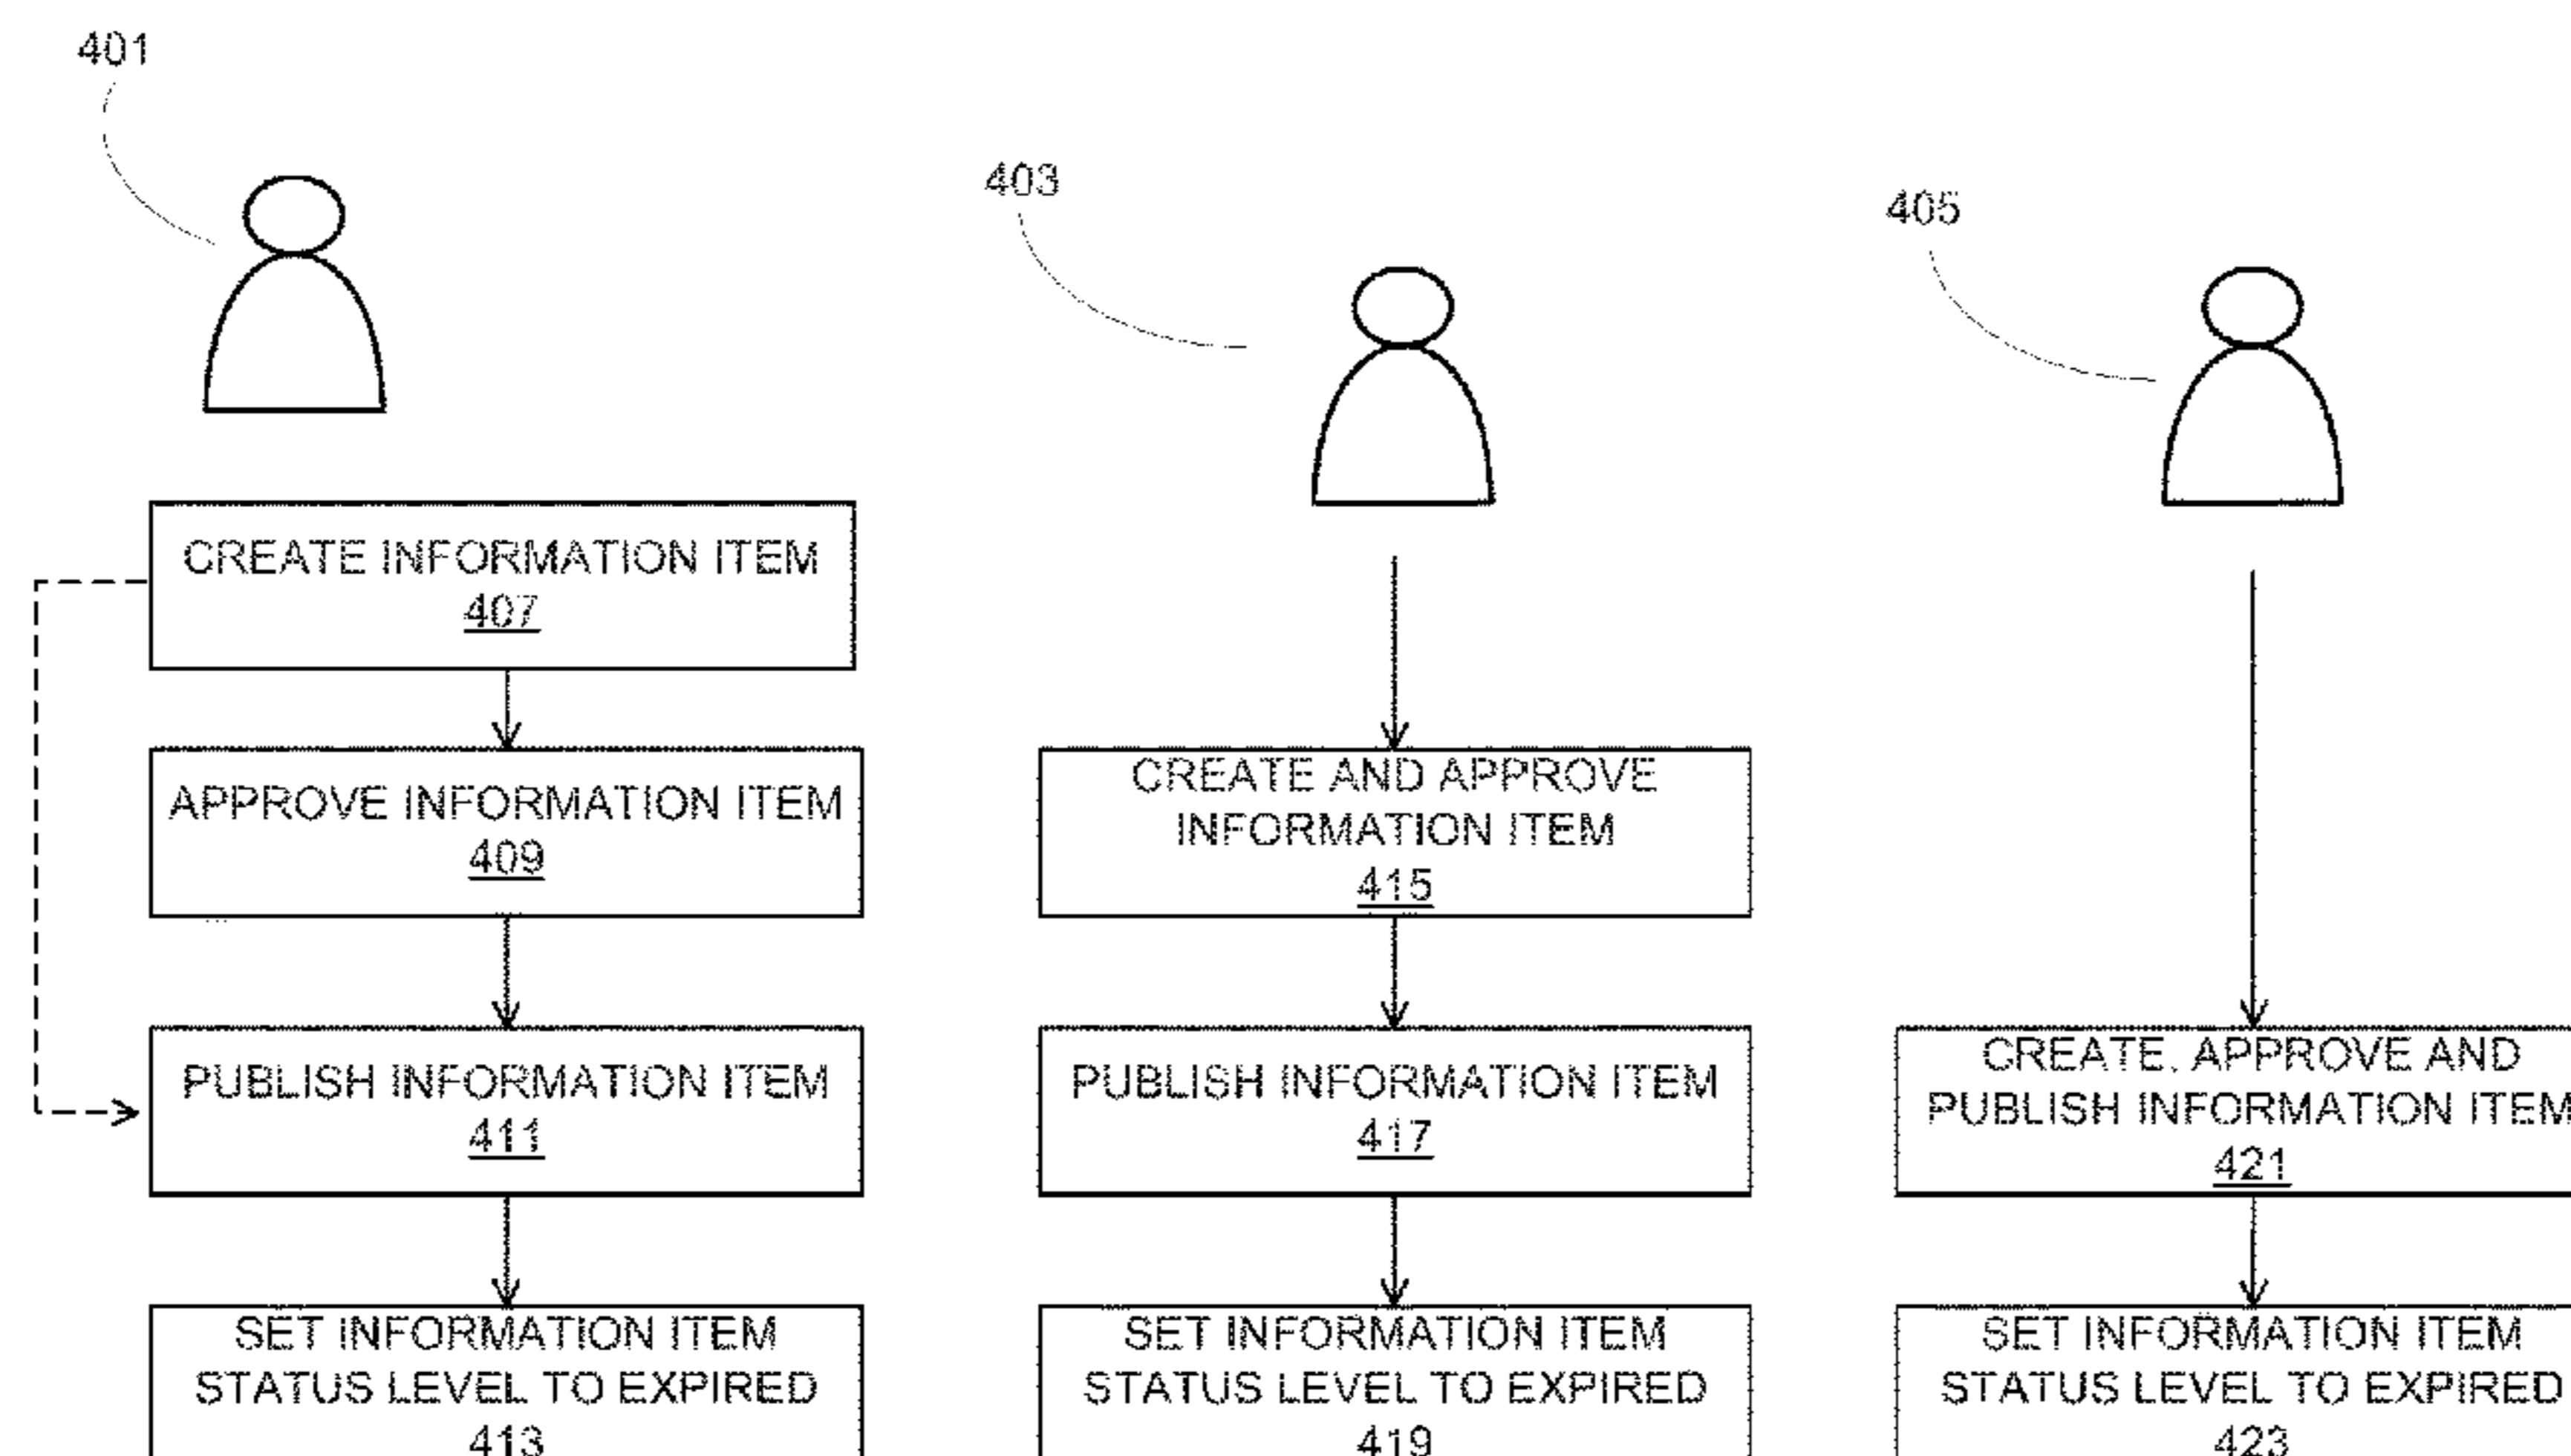 401
403
405
CREATE INFORMATION ITEM
407
APPROVE INFORMATION ITEM
409
PUBLISH INFORMATION ITEM
411
SET INFORMATION ITEM
STATUS LEVEL TO EXPIRED
413
CREATE AND APPROVE
INFORMATION ITEM
415
PUBLISH INFORMATION ITEM
417
SET INFORMATION ITEM
STATUS LEVEL TO EXPIRED
419
CREATE, APPROVE AND
PUBLISH INFORMATION ITEM
421
SET INFORMATION ITEM
STATUS LEVEL TO EXPIRED
423